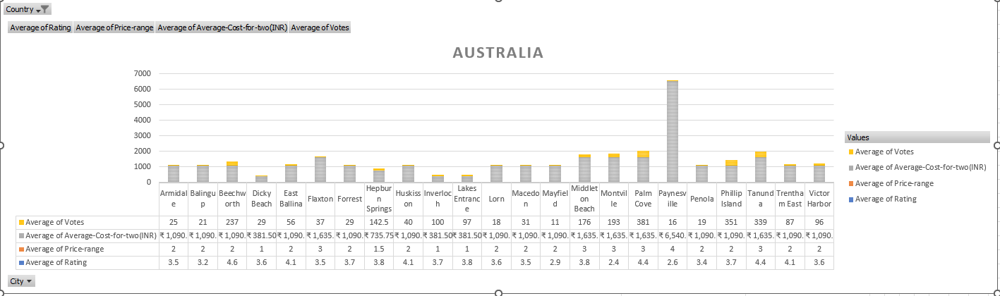 Country
Average of Rating Average of Price-range Average of Average-Cost-for-two(INR) Average of Votes
AUSTRALIA
7000
6000
5000
4000
3000
2000
1000
0
Values
Average of Votes
Average of Average-Cost-for-two(INR)
Average of Price-range
Average of Rating
Armidale Balingup Beechworth Dicky Beach East Ballina Flaxton Forrest Hepburn Springs Huskisson Inverloch Lakes Entrance Lorn Macedon Mayfield Middleton Beach Montville Palm Cove Paynesville Penola Phillip Island Tanunda Trentham East Victor Harbor
Average of Votes 25 21 237 29 56 37 29 142.5 40 100 97 18 31 11 176 193 381 16 19 351 339 87 96
Average of Average-Cost-for-two(INR) ₹ 1,090. ₹ 1,090. ₹ 1,090. ₹ 381.50 ₹ 1,090. ₹ 1,635. ₹ 1,090. ₹ 735.75 ₹ 1,090. ₹ 381.50 ₹ 381.50 ₹ 1,090. ₹ 1,090. ₹ 1,090. ₹ 1,635. ₹ 1,635. ₹ 1,635. ₹ 6,540. ₹ 1,090. ₹ 1,090. ₹ 1,635. ₹ 1,090. ₹ 1,090.
Average of Price-range 2 2 2 1 2 3 2 1.5 2 1 1 2 2 2 3 3 3 4 2 2 3 2 2
Average of Rating 3.5 3.2 4.6 3.6 4.1 3.5 3.7 3.8 4.1 3.7 3.8 3.6 3.5 2.9 3.8 2.4 4.4 2.6 3.4 3.7 4.4 4.1 3.6
City